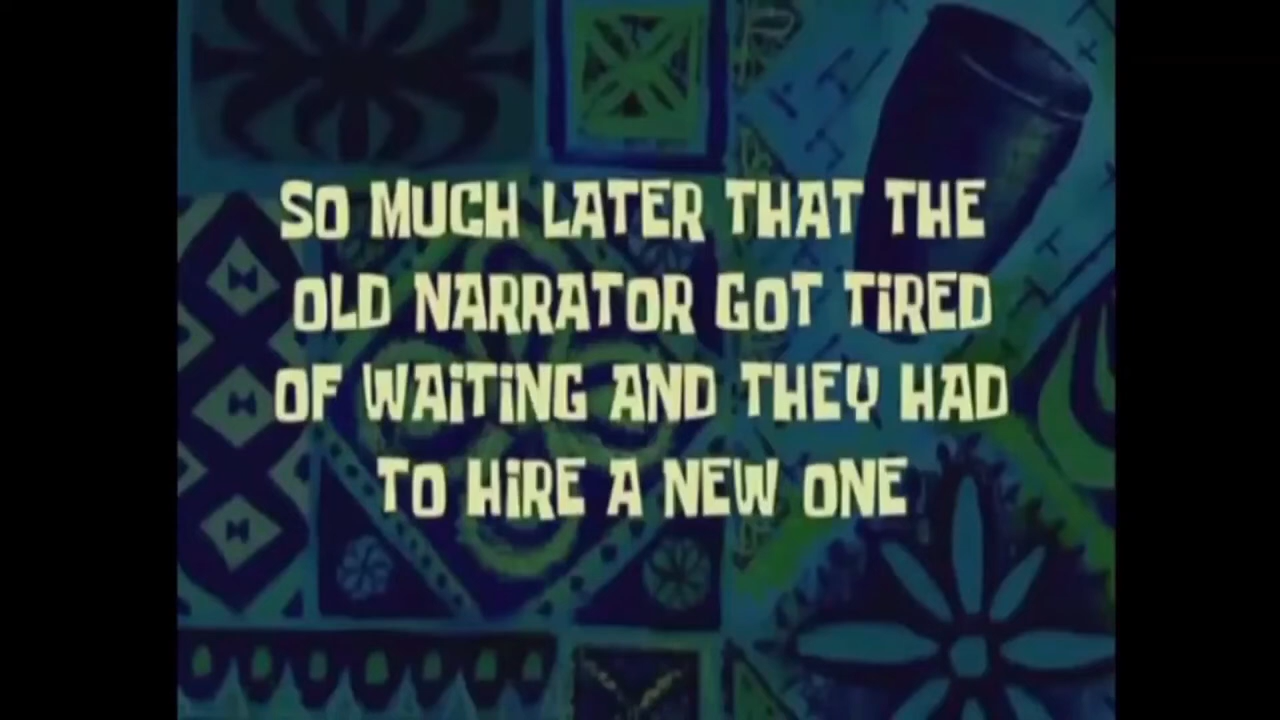 SO MUCH LATER THAT THE
OLD NARRATOR GOT TiRED
OF WAiTiNG AND THEY HAD
TO HiRE A NEW ONE